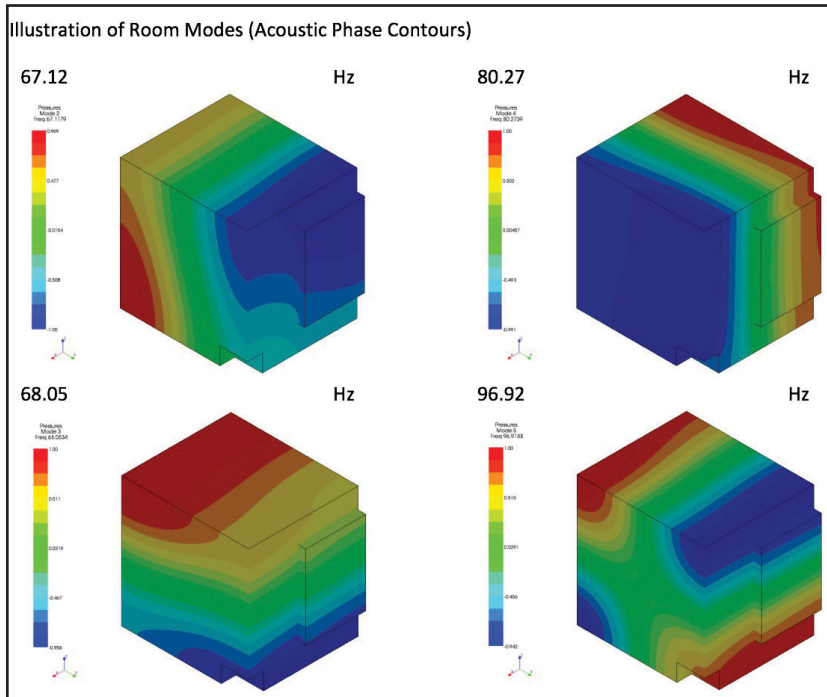 Illustration of Room Modes (Acoustic Phase Contours)
67.12 Hz
Pressures
Mode 2
Freq 67.1179
0.969
0.477
-0.0154
-0.508
-1.00
80.27 Hz
Pressures
Mode 4
Freq 80.2739
1.00
0.502
0.00457
-0.493
-0.991
68.05 Hz
Pressures
Mode 3
Freq 68.0534
1.00
0.511
0.0219
-0.467
-0.956
96.92 Hz
Pressures
Mode 5
Freq 96.9188
1.00
0.515
0.0291
-0.456
-0.942